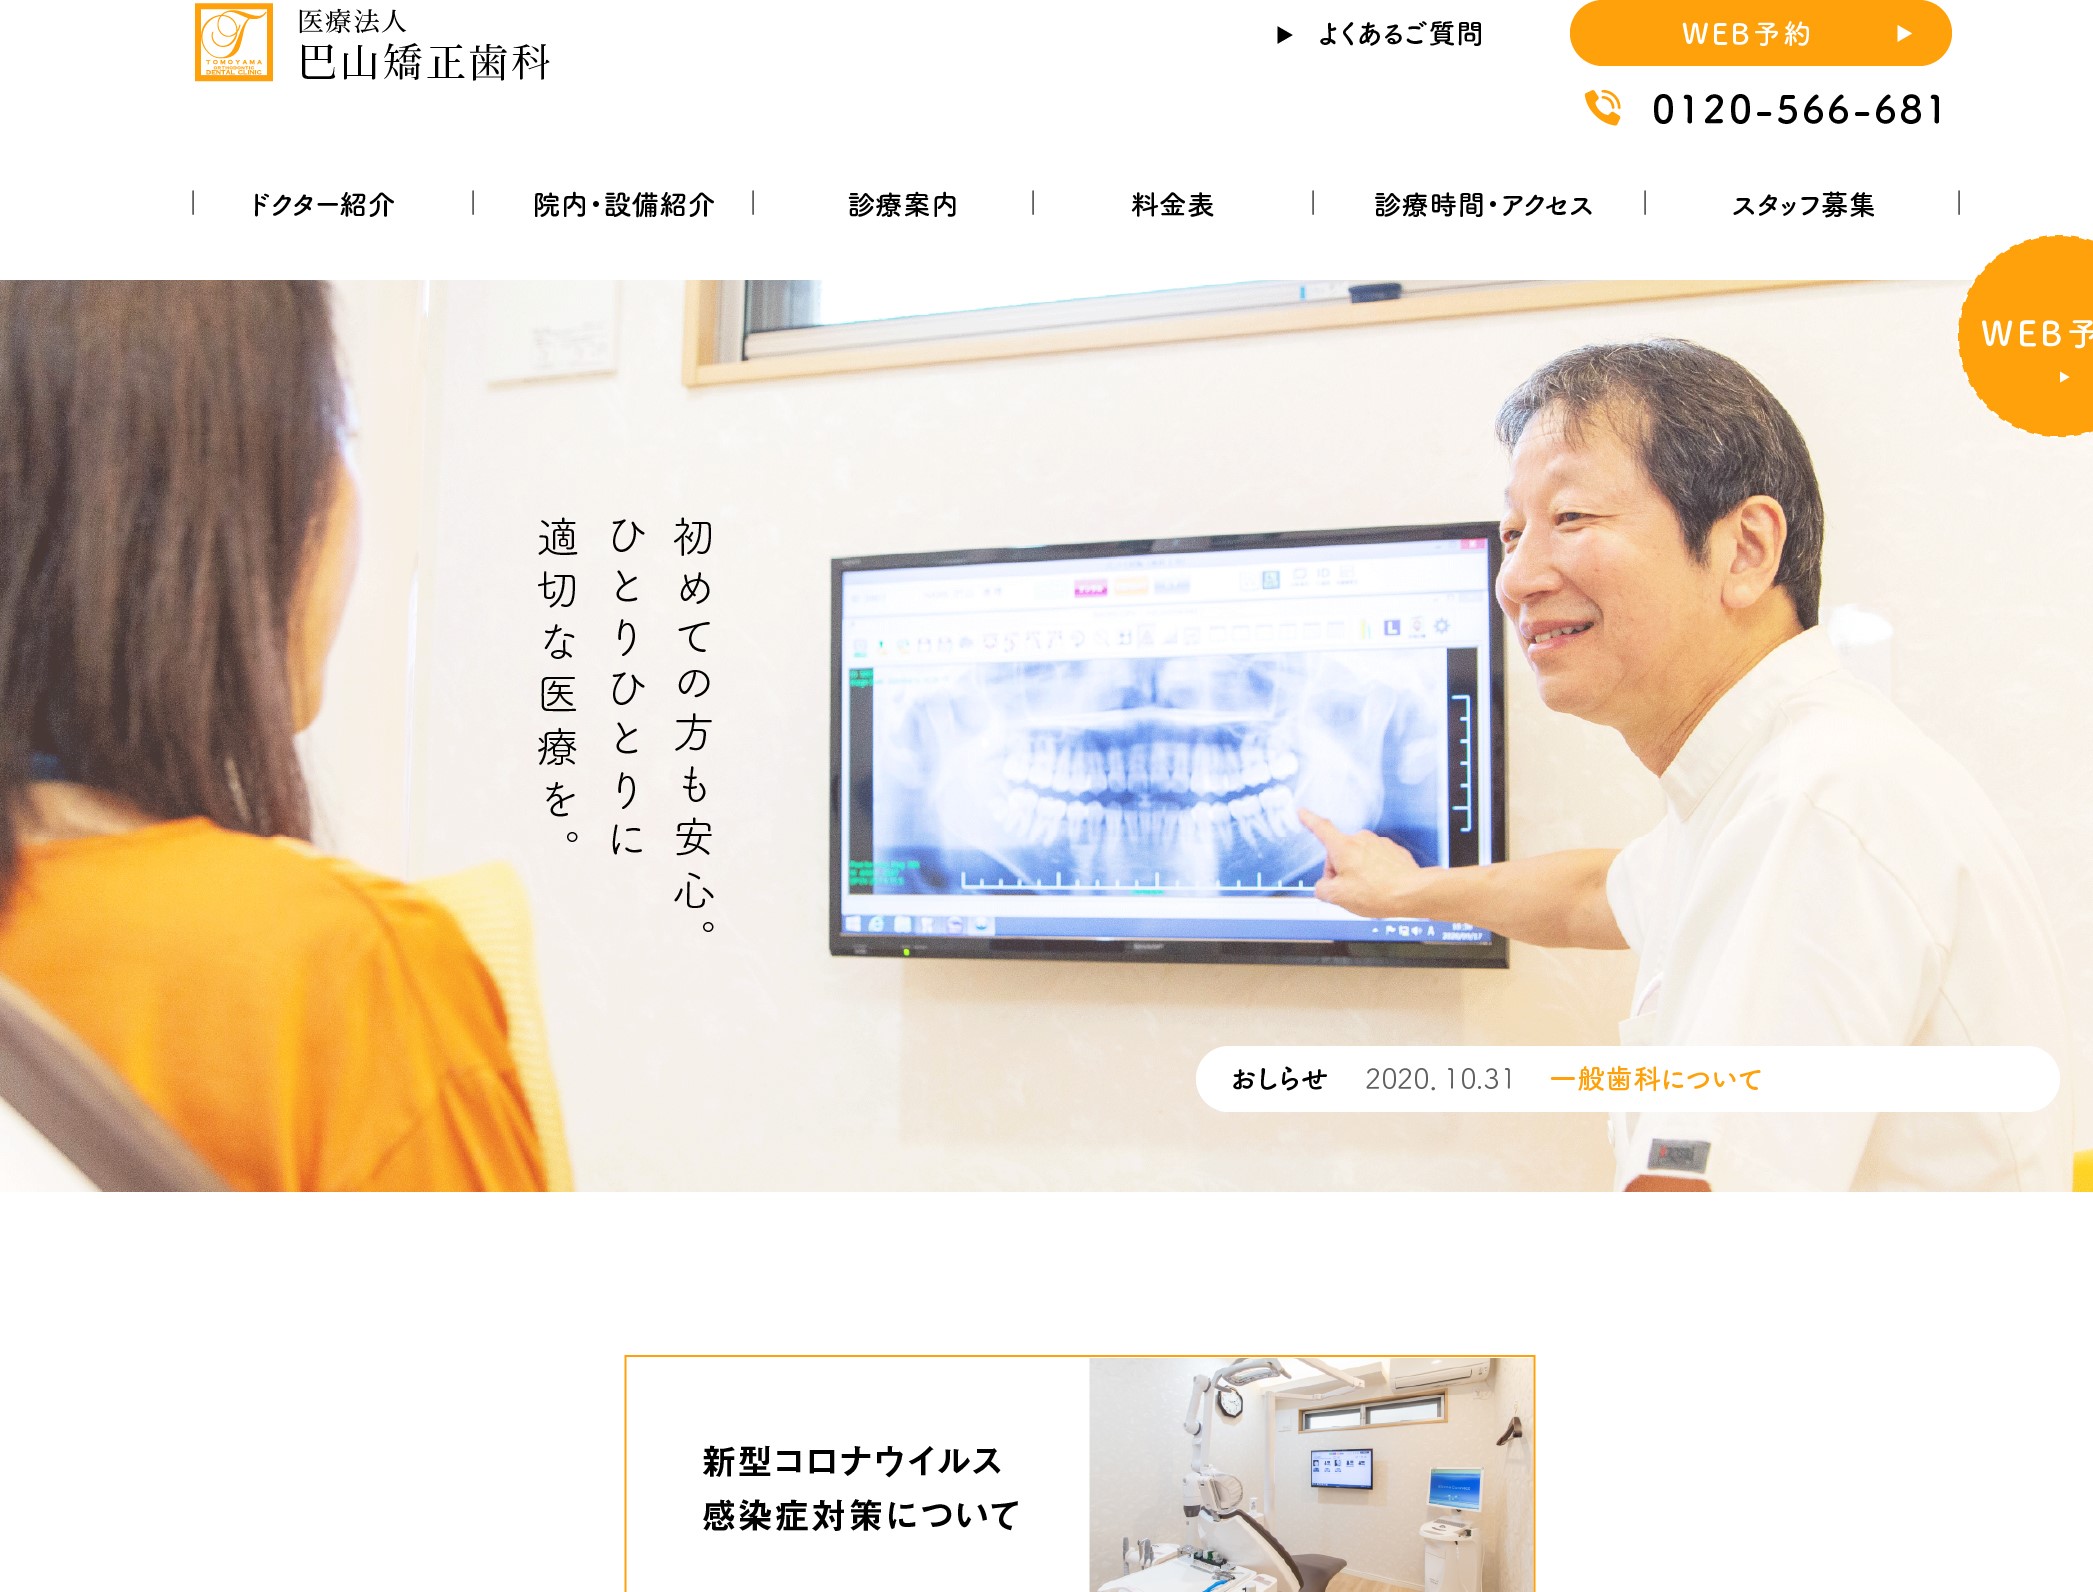 TOMOYAMA
ORTHODONTIC
DENTAL CLINIC
医療法人
巴山矯正歯科
よくあるご質問
WEB予約
0120-566-681
ドクター紹介
院内・設備紹介
診療案内
料金表
診療時間・アクセス
スタッフ募集
WEB予
初めての方も安心。
ひとりひとりに
適切な医療を。
おしらせ 2020.10.31 一般歯科について
新型コロナウイルス
感染症対策について